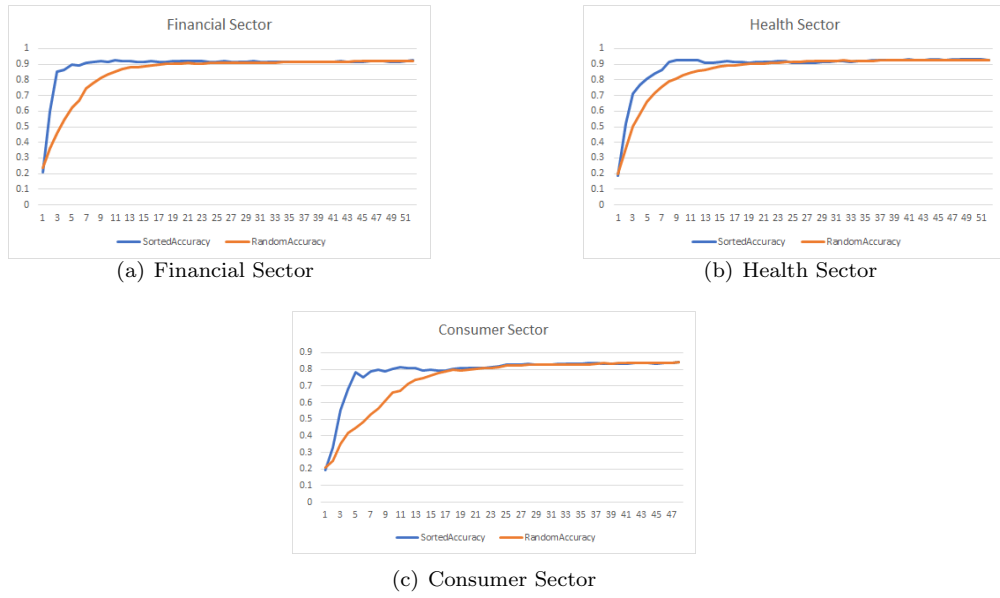 Financial Sector
1
0.9
0.8
0.7
0.6
0.5
0.4
0.3
0.2
0.1
0
1 3 5 7 9 11 13 15 17 19 21 23 25 27 29 31 33 35 37 39 41 43 45 47 49 51
SortedAccuracy RandomAccuracy
(a) Financial Sector
Health Sector
1
0.9
0.8
0.7
0.6
0.5
0.4
0.3
0.2
0.1
0
1 3 5 7 9 11 13 15 17 19 21 23 25 27 29 31 33 35 37 39 41 43 45 47 49 51
SortedAccuracy RandomAccuracy
(b) Health Sector
Consumer Sector
0.9
0.8
0.7
0.6
0.5
0.4
0.3
0.2
0.1
0
1 3 5 7 9 11 13 15 17 19 21 23 25 27 29 31 33 35 37 39 41 43 45 47
SortedAccuracy RandomAccuracy
(c) Consumer Sector